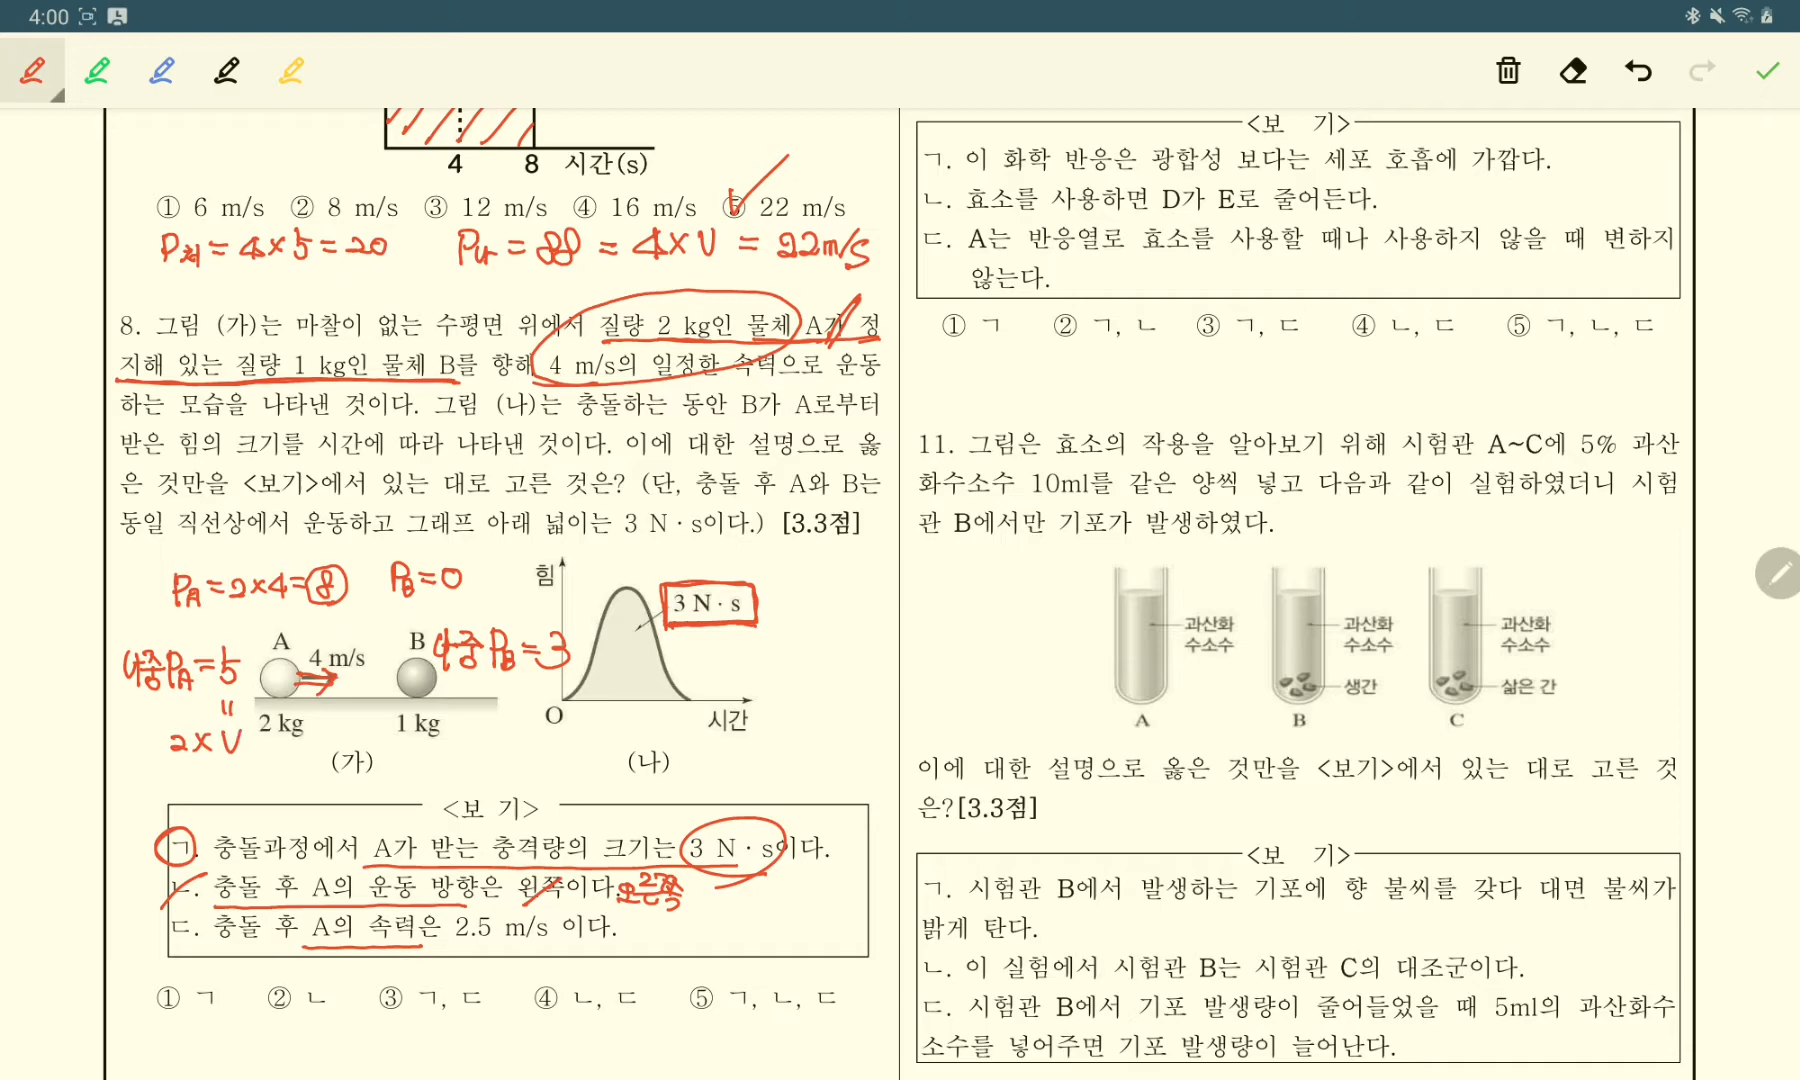 4:00
4 8 시간(s)
① 6 m/s ② 8 m/s ③ 12 m/s ④ 16 m/s ⑤ 22 m/s
P처 = 4×5=20 P나 = 88 = 4×V = 22m/s
8. 그림 (가)는 마찰이 없는 수평면 위에서 질량 2 kg인 물체 A가 정
지해 있는 질량 1 kg인 물체 B를 향해 4 m/s의 일정한 속력으로 운동
하는 모습을 나타낸 것이다. 그림 (나)는 충돌하는 동안 B가 A로부터
받은 힘의 크기를 시간에 따라 나타낸 것이다. 이에 대한 설명으로 옳
은 것만을 <보기>에서 있는 대로 고른 것은? (단, 충돌 후 A와 B는
동일 직선상에서 운동하고 그래프 아래 넓이는 3 N · s이다.) [3.3점]
PA=2×4=8 PB=0
힘
3 N · s
A
4 m/s
B
나중PA=5
나중PB=3
"
2×V
2 kg
1 kg
O
시간
(가)
(나)
<보 기>
ㄱ. 충돌과정에서 A가 받는 충격량의 크기는 3 N · s이다.
ㄴ. 충돌 후 A의 운동 방향은 왼쪽이다. 오른쪽
ㄷ. 충돌 후 A의 속력은 2.5 m/s 이다.
① ㄱ ② ㄴ ③ ㄱ, ㄷ ④ ㄴ, ㄷ ⑤ ㄱ, ㄴ, ㄷ
<보 기>
ㄱ. 이 화학 반응은 광합성 보다는 세포 호흡에 가깝다.
ㄴ. 효소를 사용하면 D가 E로 줄어든다.
ㄷ. A는 반응열로 효소를 사용할 때나 사용하지 않을 때 변하지
않는다.
① ㄱ ② ㄱ, ㄴ ③ ㄱ, ㄷ ④ ㄴ, ㄷ ⑤ ㄱ, ㄴ, ㄷ
11. 그림은 효소의 작용을 알아보기 위해 시험관 A~C에 5% 과산
화수소수 10ml를 같은 양씩 넣고 다음과 같이 실험하였더니 시험
관 B에서만 기포가 발생하였다.
과산화
수소수
과산화
수소수
과산화
수소수
생간
삶은 간
A
B
C
이에 대한 설명으로 옳은 것만을 <보기>에서 있는 대로 고른 것
은?[3.3점]
<보 기>
ㄱ. 시험관 B에서 발생하는 기포에 향 불씨를 갖다 대면 불씨가
밝게 탄다.
ㄴ. 이 실험에서 시험관 B는 시험관 C의 대조군이다.
ㄷ. 시험관 B에서 기포 발생량이 줄어들었을 때 5ml의 과산화수
소수를 넣어주면 기포 발생량이 늘어난다.